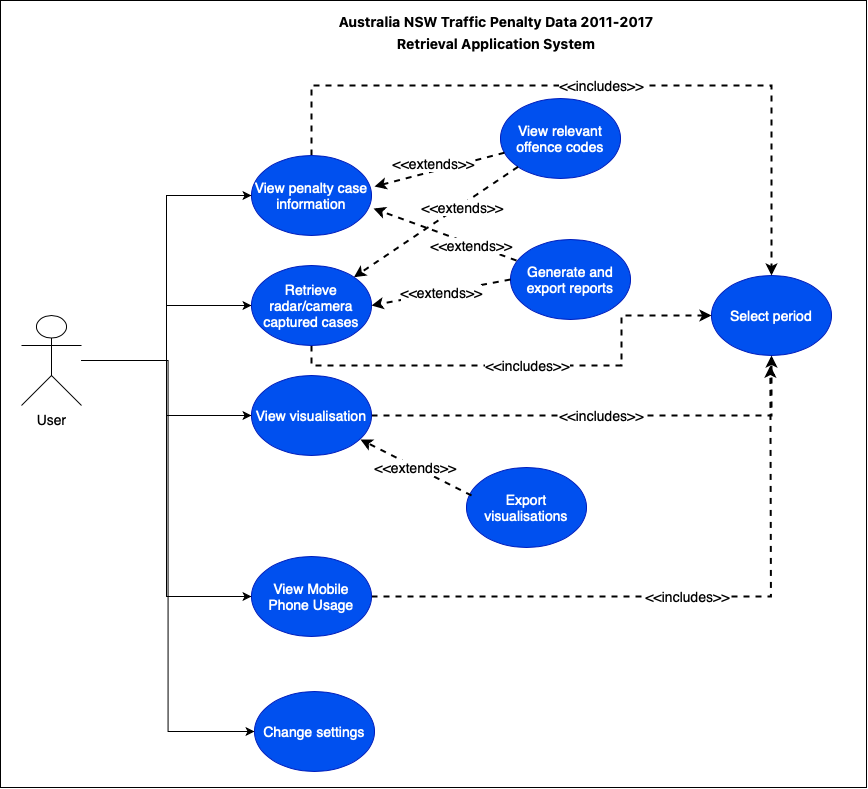 Australia NSW Traffic Penalty Data 2011-2017
Retrieval Application System
<<includes>>
View relevant
offence codes
<<extends>>
View penalty case
information
<<extends>>
<<extends>>
Generate and
export reports
Retrieve
radar/camera
captured cases
<<extends>>
Select period
<<includes>>
User
View visualisation
<<includes>>
<<extends>>
Export
visualisations
View Mobile
Phone Usage
<<includes>>
Change settings